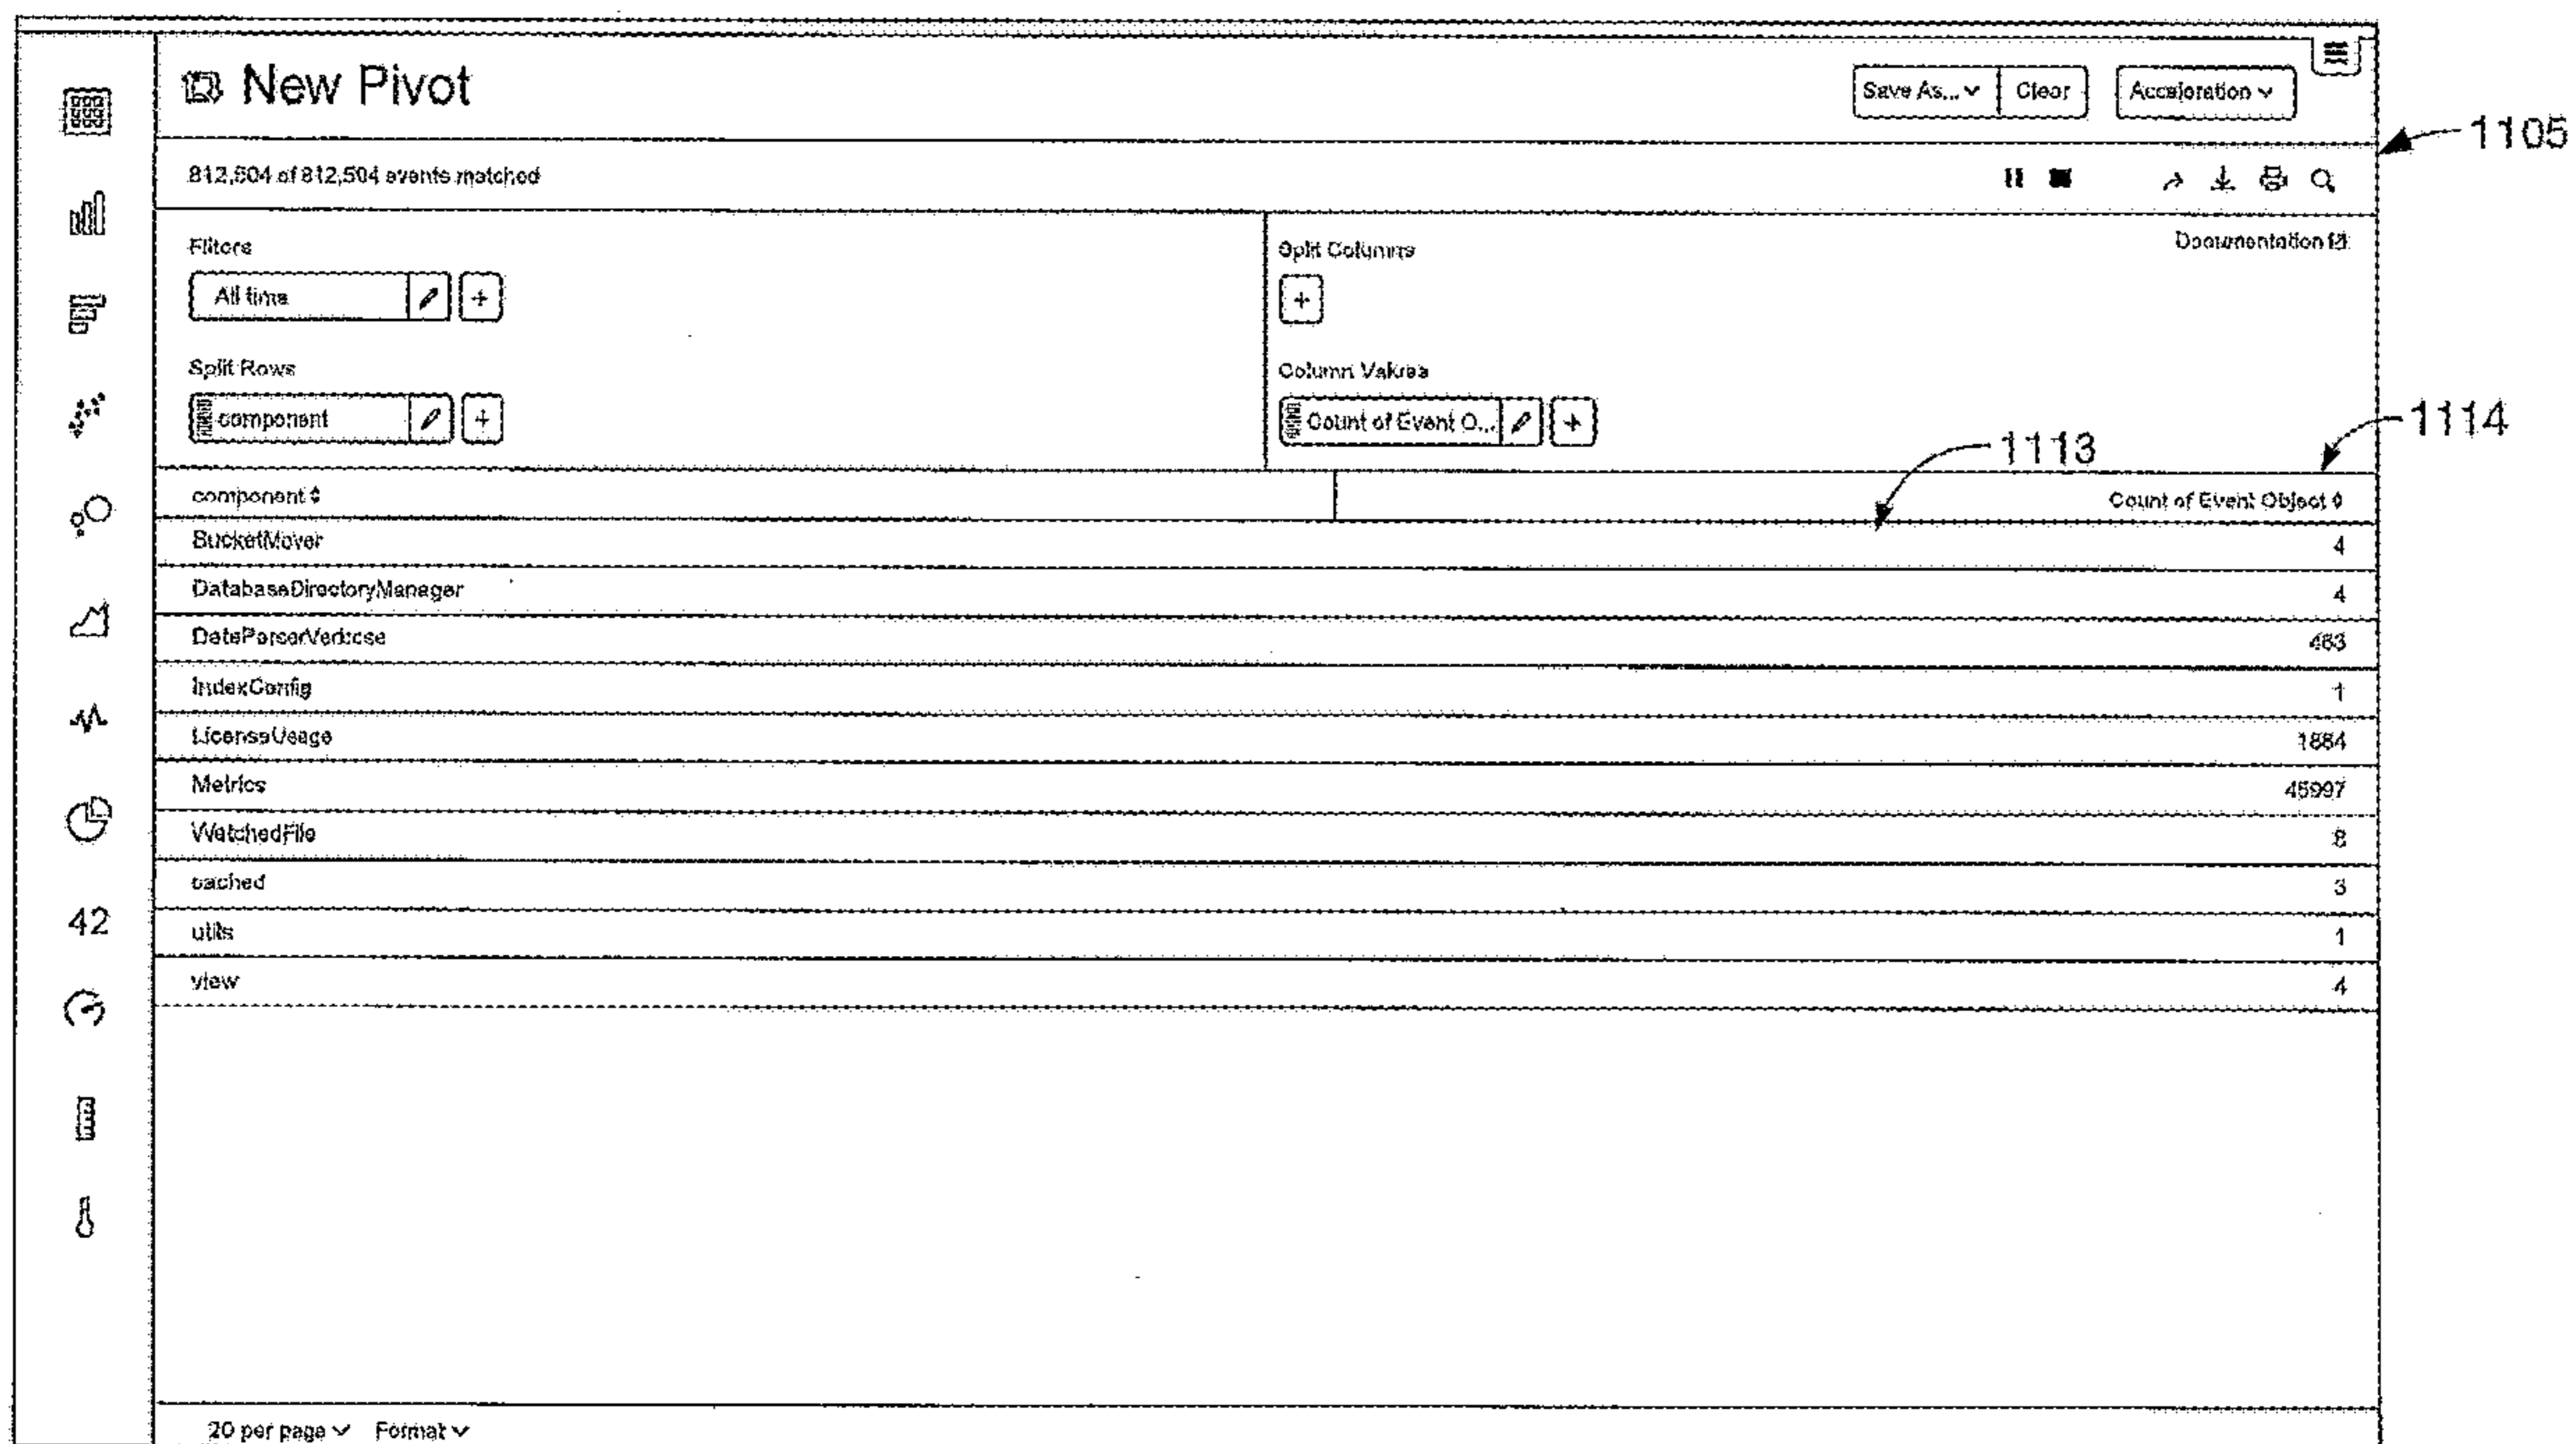 New Pivot
Save As...
Clear
Acceleration
1105
812,504 of 812,504 events matched
Filters
Split Columns
Documentation
All time
Split Rows
Column Values
component
Count of Event O...
1114
1113
component
Count of Event Object
BucketMover
4
DatabaseDirectoryManager
4
DateParserVerbose
463
IndexConfig
1
LicenseUsage
1884
Metrics
45997
WatchedFile
8
cached
3
42
utils
1
view
4
20 per page
Format